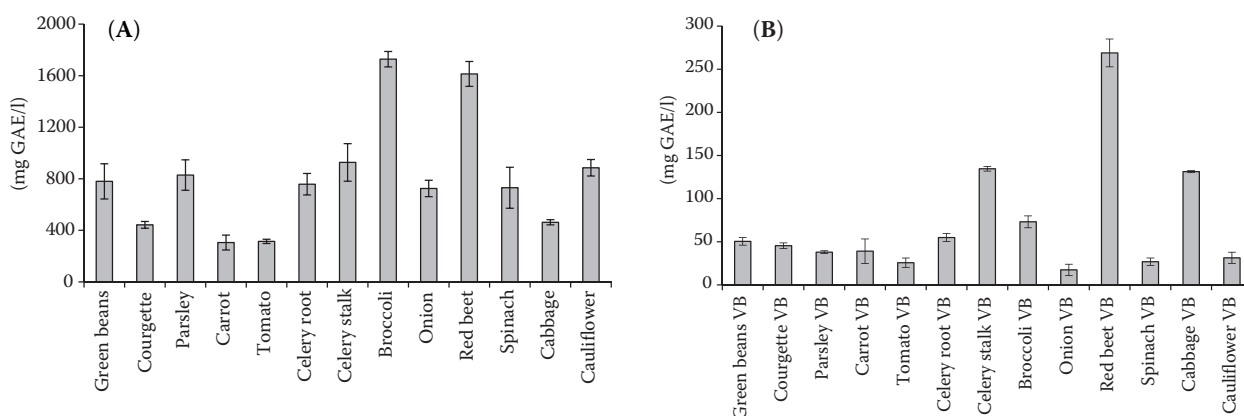 (A)
(mg GAE/l)
2000
1600
1200
800
400
0
Green beans
Courgette
Parsley
Carrot
Tomato
Celery root
Celery stalk
Broccoli
Onion
Red beet
Spinach
Cabbage
Cauliflower
(B)
(mg GAE/l)
300
250
200
150
100
50
0
Green beans VB
Courgette VB
Parsley VB
Carrot VB
Tomato VB
Celery root VB
Celery stalk VB
Broccoli VB
Onion VB
Red beet VB
Spinach VB
Cabbage VB
Cauliflower VB